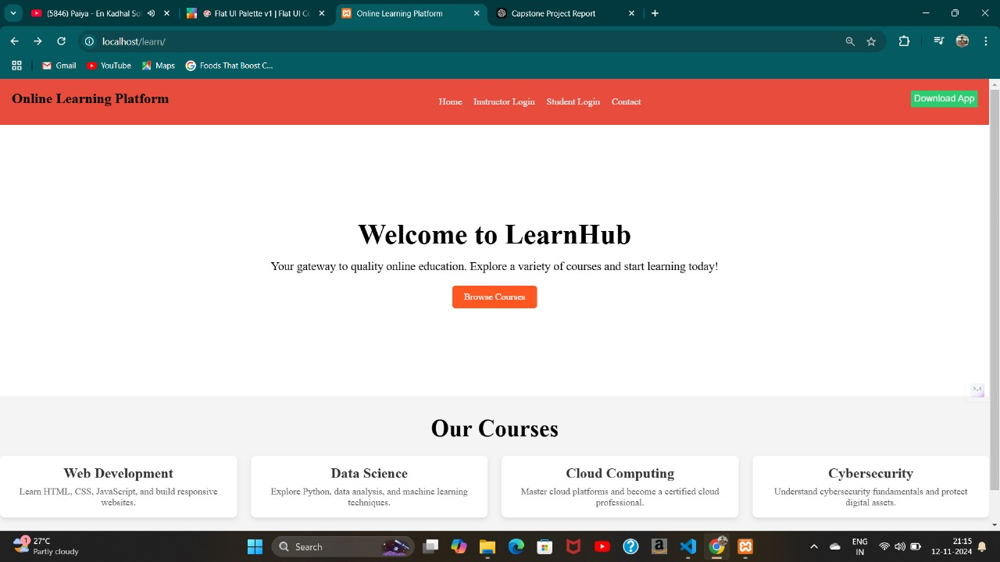 (5846) Paiya - En Kadhal Sol
Flat UI Palette v1 | Flat UI Co
Online Learning Platform
Capstone Project Report
localhost/learn/
Gmail
YouTube
Maps
Foods That Boost C...
Online Learning Platform
Home
Instructor Login
Student Login
Contact
Download App
Welcome to LearnHub
Your gateway to quality online education. Explore a variety of courses and start learning today!
Browse Courses
Our Courses
Web Development
Learn HTML, CSS, JavaScript, and build responsive
websites.
Data Science
Explore Python, data analysis, and machine learning
techniques.
Cloud Computing
Master cloud platforms and become a certified cloud
professional.
Cybersecurity
Understand cybersecurity fundamentals and protect
digital assets.
1
27°C
Partly cloudy
Search
ENG
IN
21:15
12-11-2024